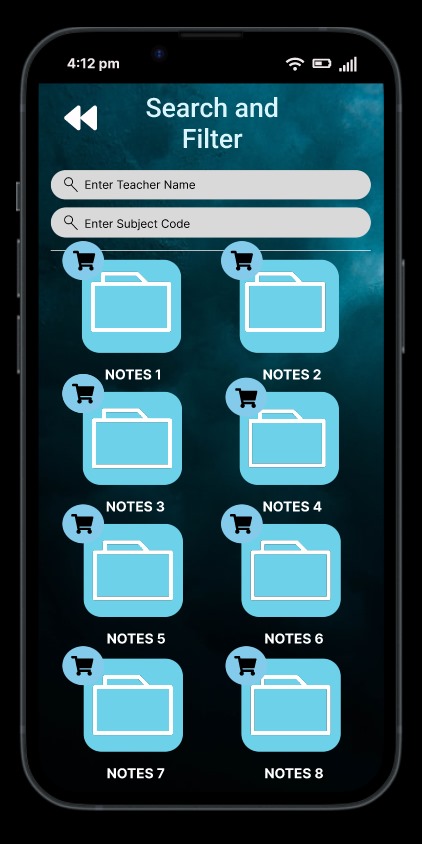 4:12 pm
Search and
Filter
Enter Teacher Name
Enter Subject Code
NOTES 1
NOTES 2
NOTES 3
NOTES 4
NOTES 5
NOTES 6
NOTES 7
NOTES 8